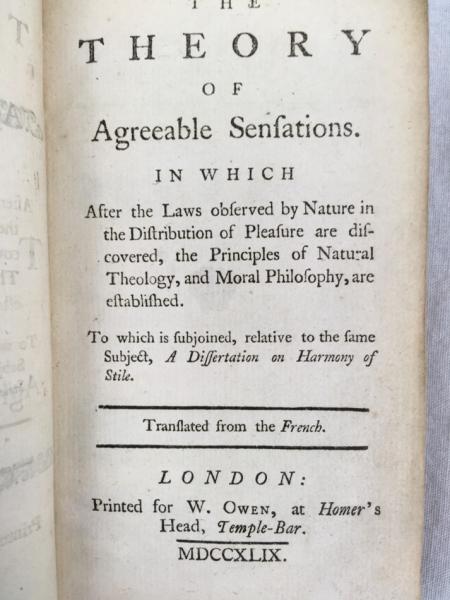 THE
THEORY
OF
Agreeable Senſations.
IN WHICH
After the Laws obſerved by Nature in
the Diſtribution of Pleaſure are diſ-
covered, the Principles of Natural
Theology, and Moral Philoſophy, are
eſtabliſhed.
To which is ſubjoined, relative to the ſame
Subject, A Diſſertation on Harmony of
Stile.
Tranſlated from the French.
LONDON:
Printed for W. OWEN, at Homer's
Head, Temple-Bar.
MDCCXLIX.